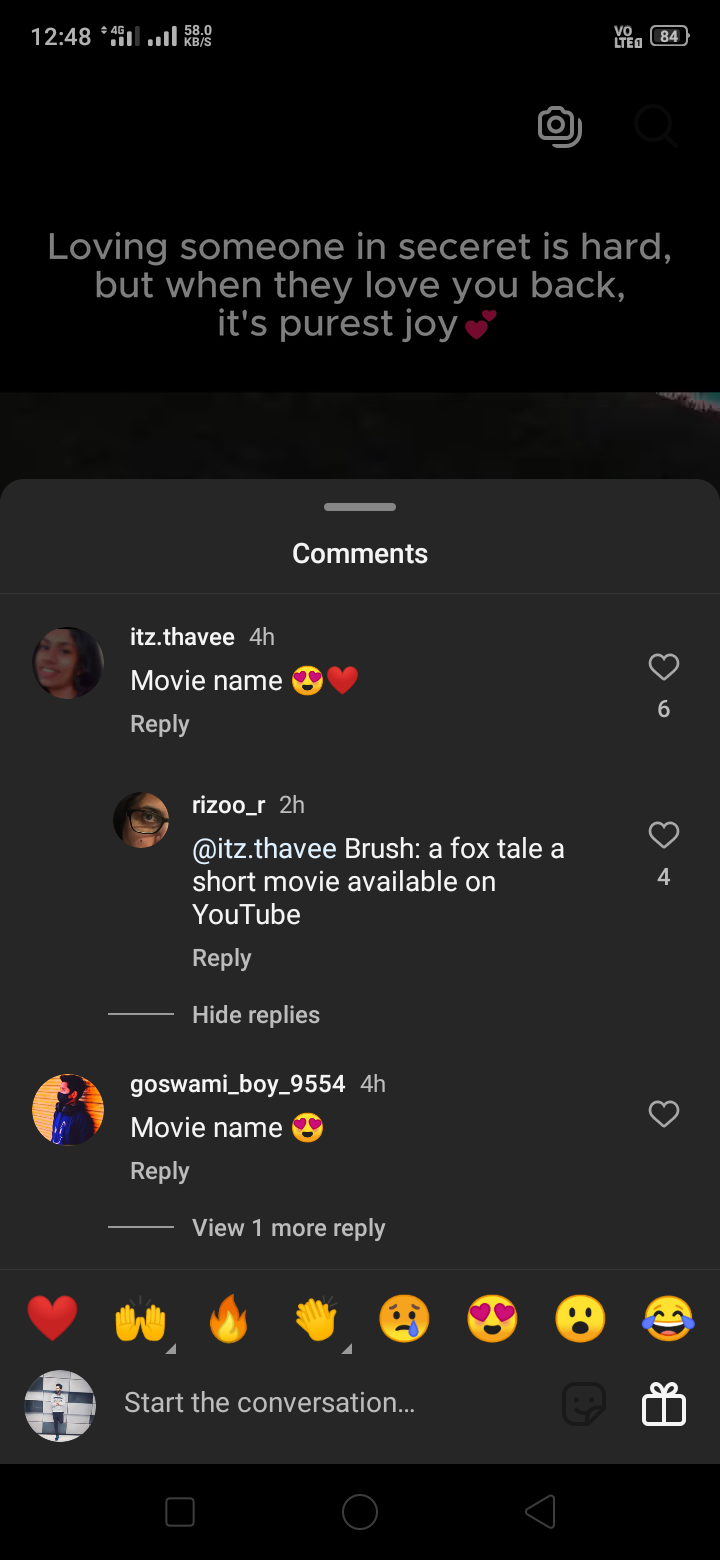 12:48 4G 58.0 KB/S VO LTE 84
Loving someone in seceret is hard,
but when they love you back,
it's purest joy💕
Comments
itz.thavee 4h
Movie name 😍❤️
6
Reply
rizoo_r 2h
@itz.thavee Brush: a fox tale a
short movie available on
YouTube
4
Reply
Hide replies
goswami_boy_9554 4h
Movie name 😍
Reply
View 1 more reply
❤️ 🙌 🔥 👏 😢 😍 😮 😂
Start the conversation...